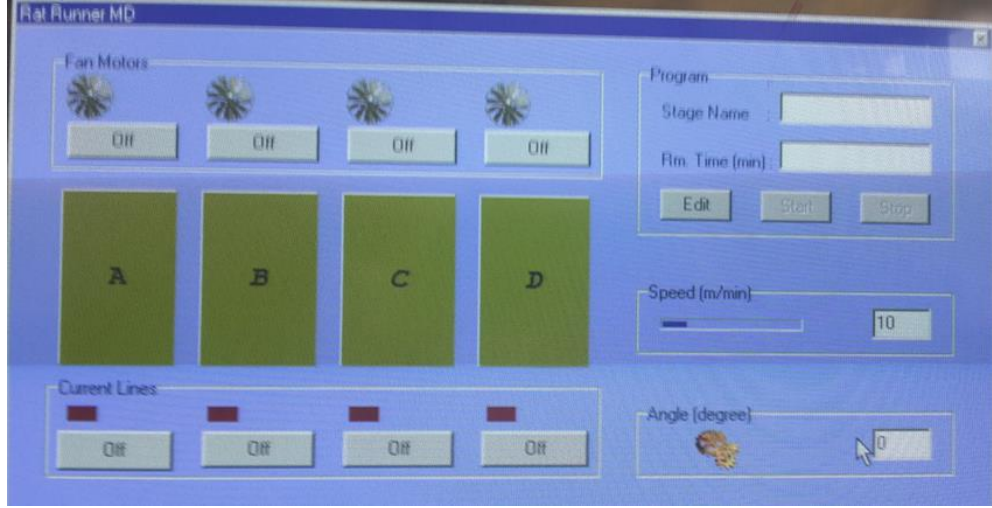 Rat Runner MD
Fan Motors
Off Off Off Off
Program
Stage Name :
Rm. Time (min) :
Edit Start Stop
A B C D
Speed (m/min)
10
Current Lines
Off Off Off Off
Angle (degree)
0